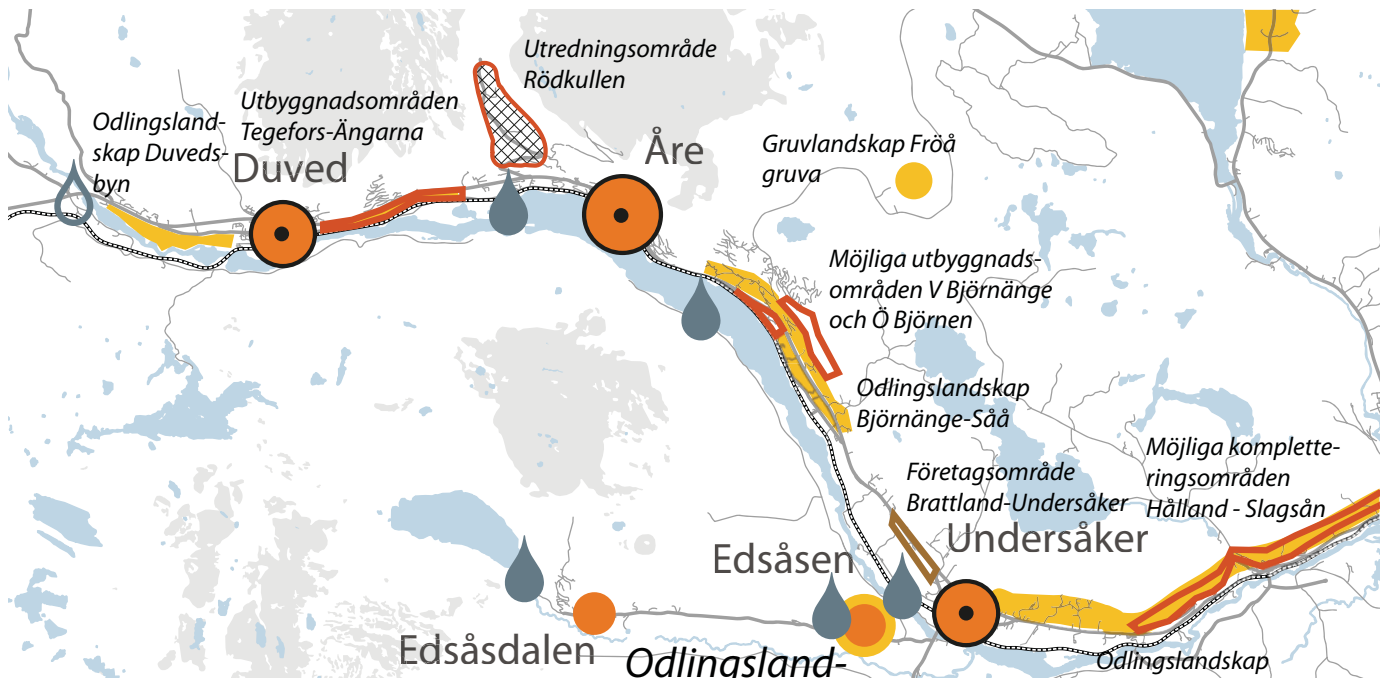 Utredningsområde
Rödkullen
Utbyggnadsområden
Tegefors-Ängarna
Odlingsland-
skap Duveds-
byn
Duved
Åre
Gruvlandskap Fröå
gruva
Möjliga utbyggnads-
områden V Björnänge
och Ö Björnen
Odlingslandskap
Björnänge-Såå
Möjliga komplette-
ringsområden
Hålland - Slagsån
Företagsområde
Brattland-Undersåker
Undersåker
Edsåsen
Edsåsdalen
Odlingsland-
Odlingslandskap